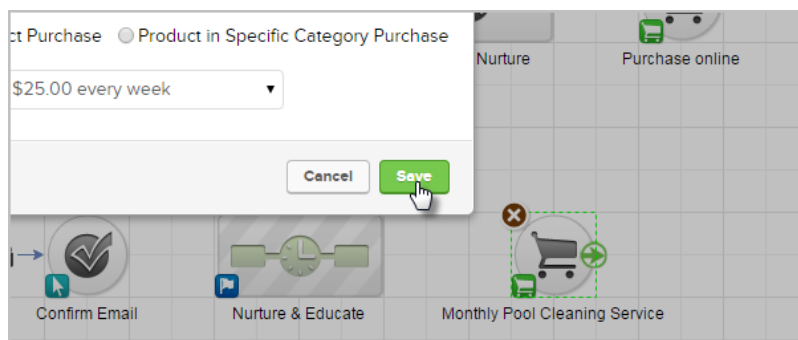 ct Purchase Product in Specific Category Purchase
$25.00 every week
Cancel Save
Nurture Purchase online
Confirm Email Nurture & Educate Monthly Pool Cleaning Service